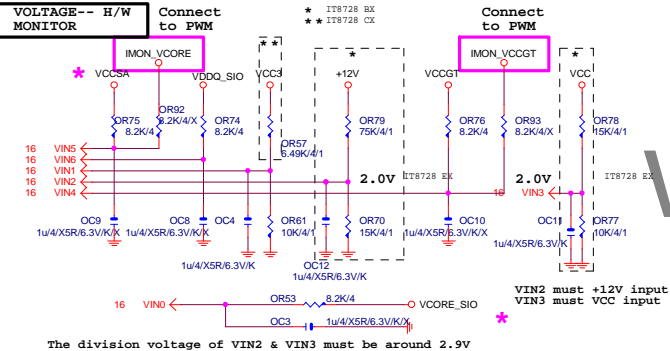 VOLTAGE-- H/W
MONITOR
Connect
to PWM
* IT8728 BX
** IT8728 CX
Connect
to PWM
IMON_VCORE
IMON_VCCGT
**
*
*
*
VCCSA
VDDQ_SIO
VCC3
+12V
VCCGT
VCC
OR75
8.2K/4
OR92
8.2K/4/X
OR74
8.2K/4
OR57
6.49K/4/1
OR79
75K/4/1
OR76
8.2K/4
OR93
8.2K/4/X
OR78
15K/4/1
16 VIN5
16 VIN6
16 VIN1
16 VIN2
16 VIN4
2.0V
IT8728 EX
16 VIN3
2.0V
IT8728 EX
OC9
1u/4/X5R/6.3V/K/X
OC8
1u/4/X5R/6.3V/K/X
OC4
1u/4/X5R/6.3V/K
OR61
10K/4/1
OC12
1u/4/X5R/6.3V/K
OR70
15K/4/1
OC10
1u/4/X5R/6.3V/K/X
OC11
1u/4/X5R/6.3V/K
OR77
10K/4/1
16 VIN0
OR53
8.2K/4
VCORE_SIO
OC3
1u/4/X5R/6.3V/K/X
*
VIN2 must +12V input
VIN3 must VCC input
The division voltage of VIN2 & VIN3 must be around 2.9V